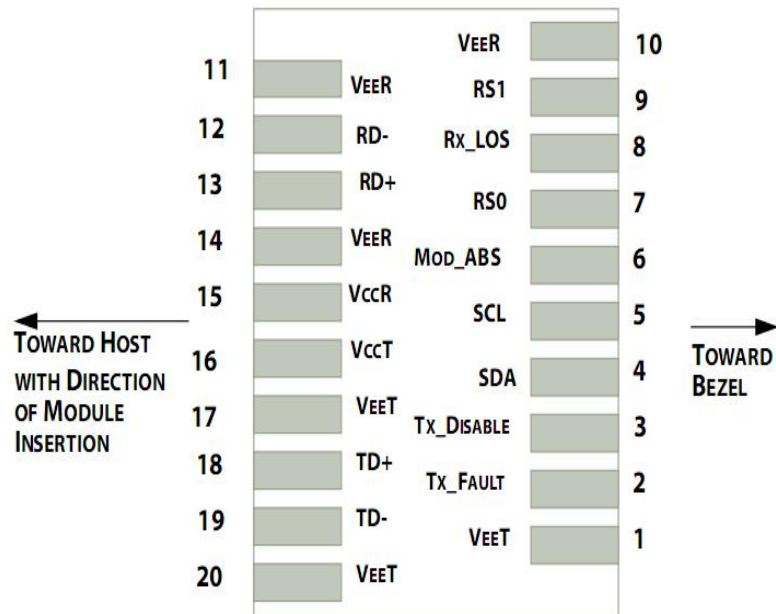 11 VEER
12 RD-
13 RD+
14 VEER
15 VCCR
16 VCCT
17 VEET
18 TD+
19 TD-
20 VEET
VEER 10
RS1 9
RX_LOS 8
RS0 7
MOD_ABS 6
SCL 5
SDA 4
TX_DISABLE 3
TX_FAULT 2
VEET 1
TOWARD HOST
WITH DIRECTION
OF MODULE
INSERTION
TOWARD
BEZEL